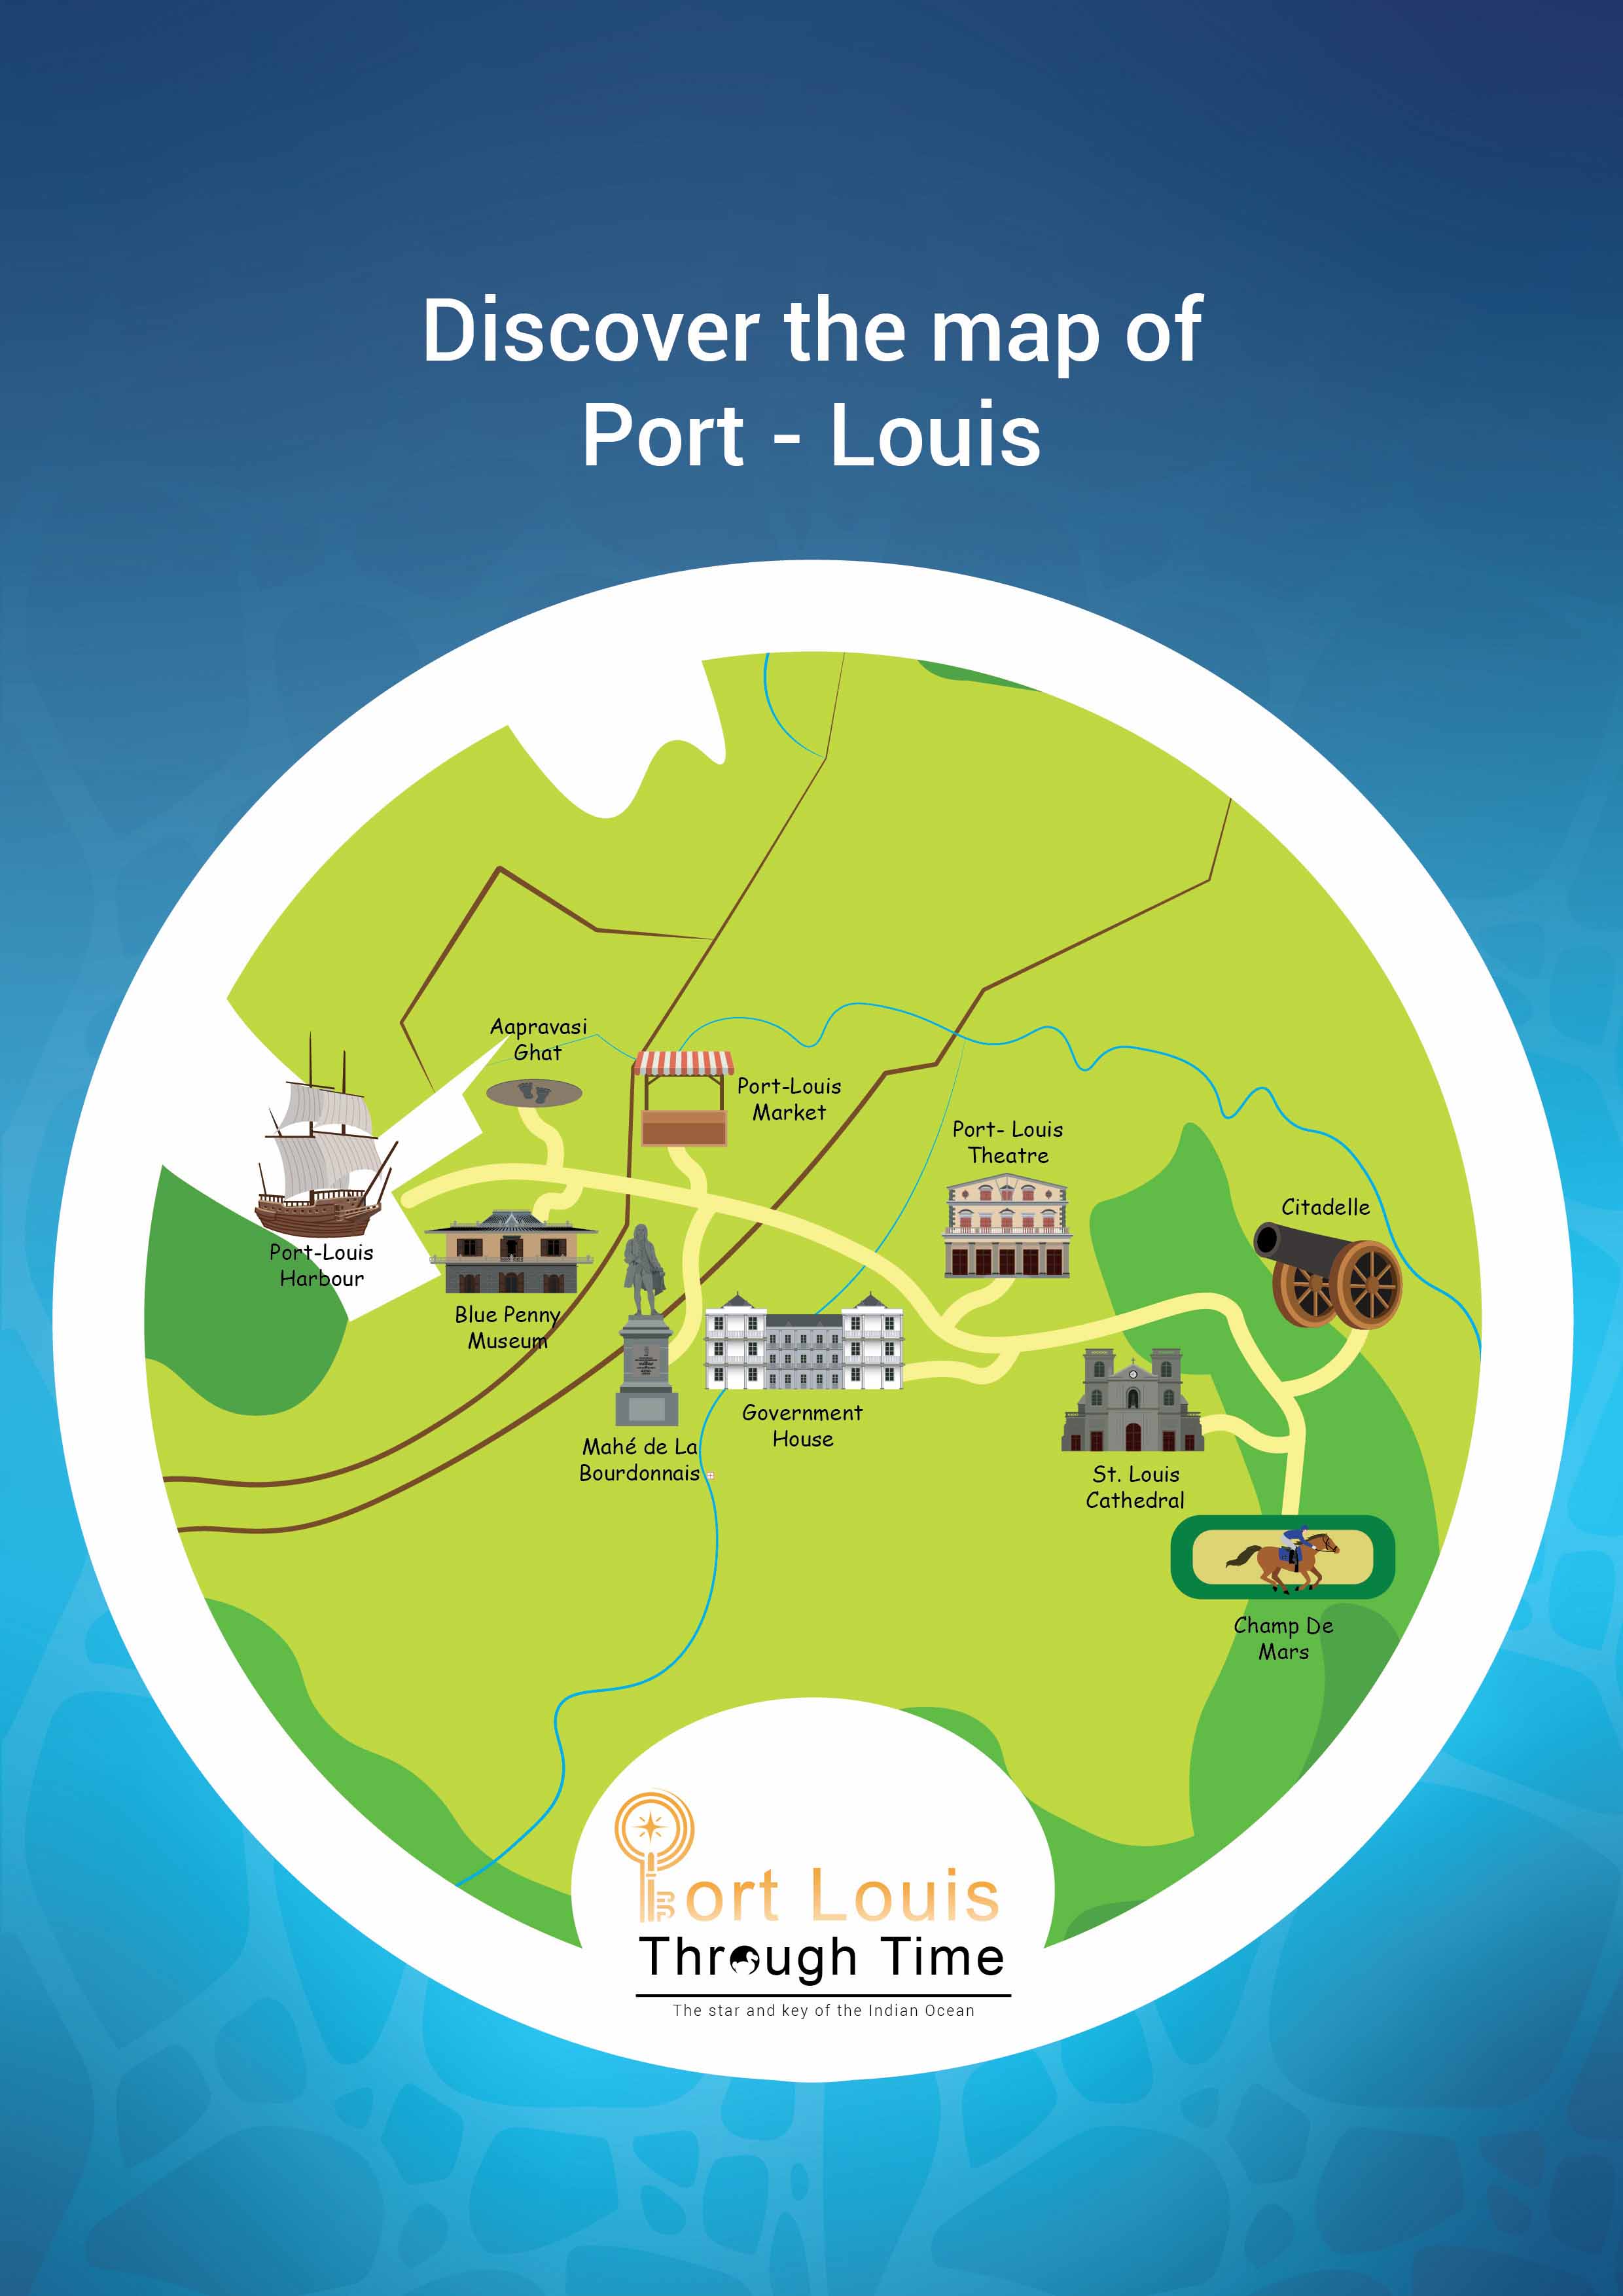 Discover the map of
Port - Louis
Aapravasi
Ghat
Port-Louis
Market
Port- Louis
Theatre
Citadelle
Port-Louis
Harbour
Blue Penny
Museum
Government
House
Mahé de La
Bourdonnais
St. Louis
Cathedral
Champ De
Mars
Port Louis
Through Time
The star and key of the Indian Ocean